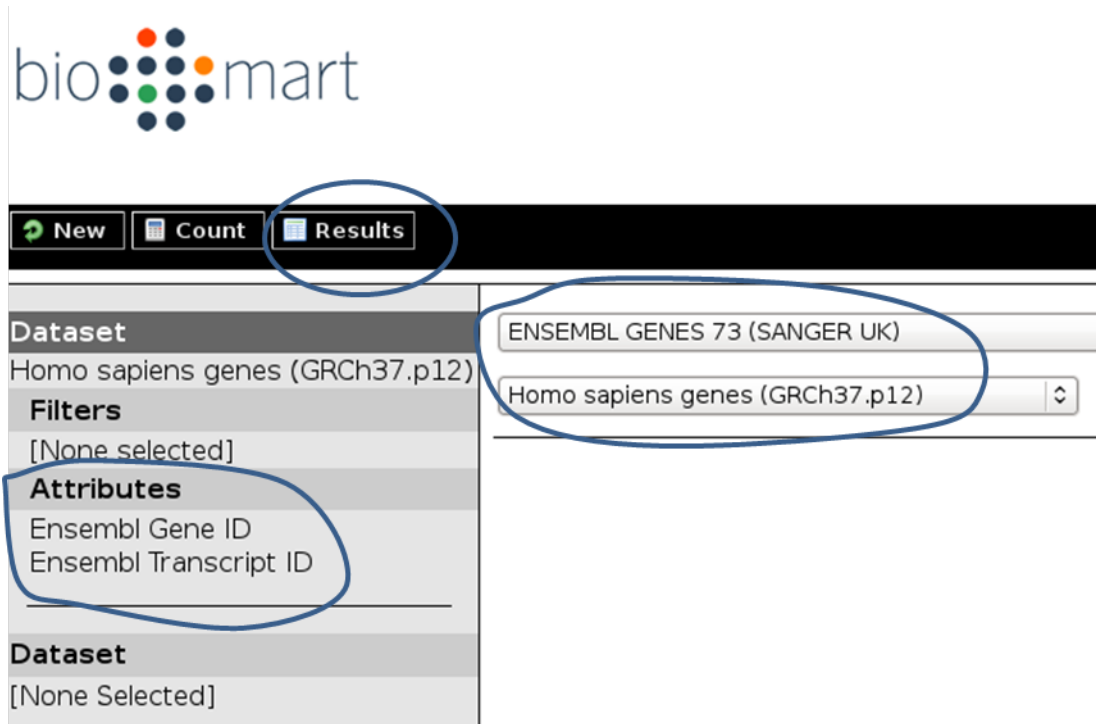 bio mart
New Count Results
Dataset
Homo sapiens genes (GRCh37.p12)
Filters
[None selected]
Attributes
Ensembl Gene ID
Ensembl Transcript ID
Dataset
[None Selected]
ENSEMBL GENES 73 (SANGER UK)
Homo sapiens genes (GRCh37.p12)